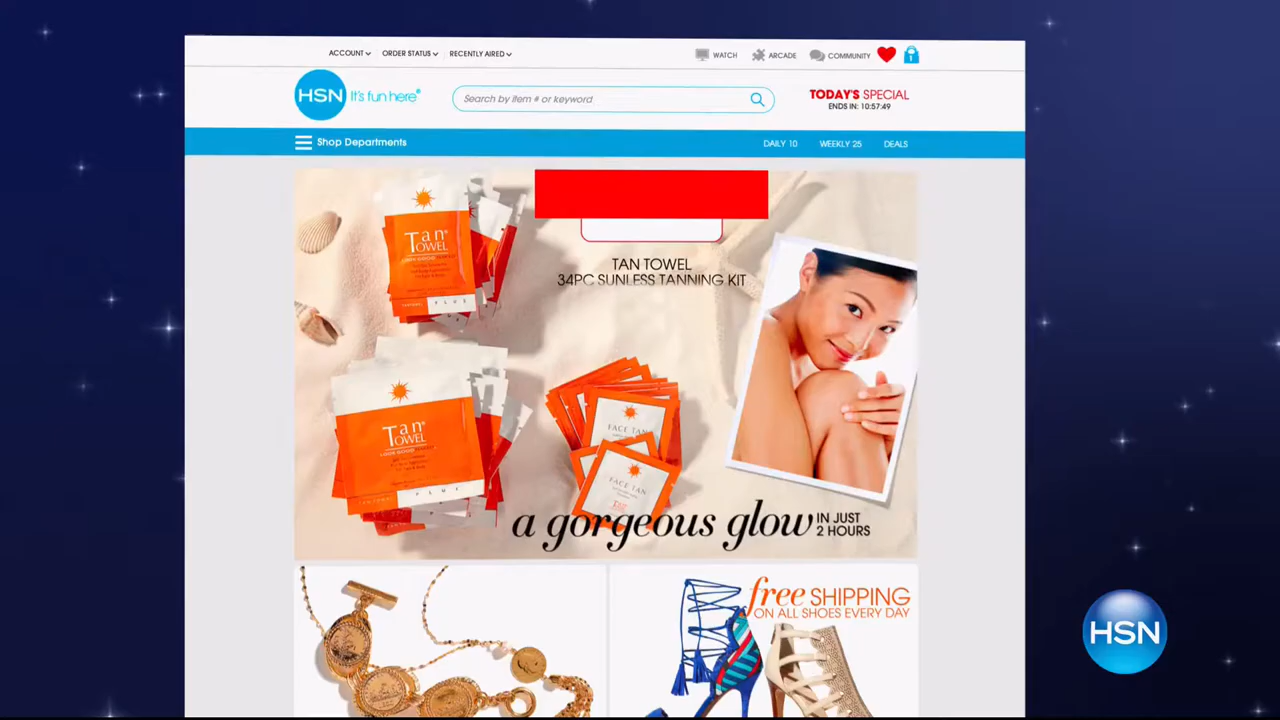 ACCOUNT
ORDER STATUS
RECENTLY AIRED
WATCH
ARCADE
COMMUNITY
1
HSN It's fun here®
Search by item # or keyword
TODAY'S SPECIAL
ENDS IN: 10:57:49
Shop Departments
DAILY 10
WEEKLY 25
DEALS
Tan
TOWEL
TAN TOWEL
34PC SUNLESS TANNING KIT
PLUS
Tan
TOWEL
FACE TAN
FACE TAN
PLUS
a gorgeous glow IN JUST
2 HOURS
free SHIPPING
ON ALL SHOES EVERY DAY
HSN